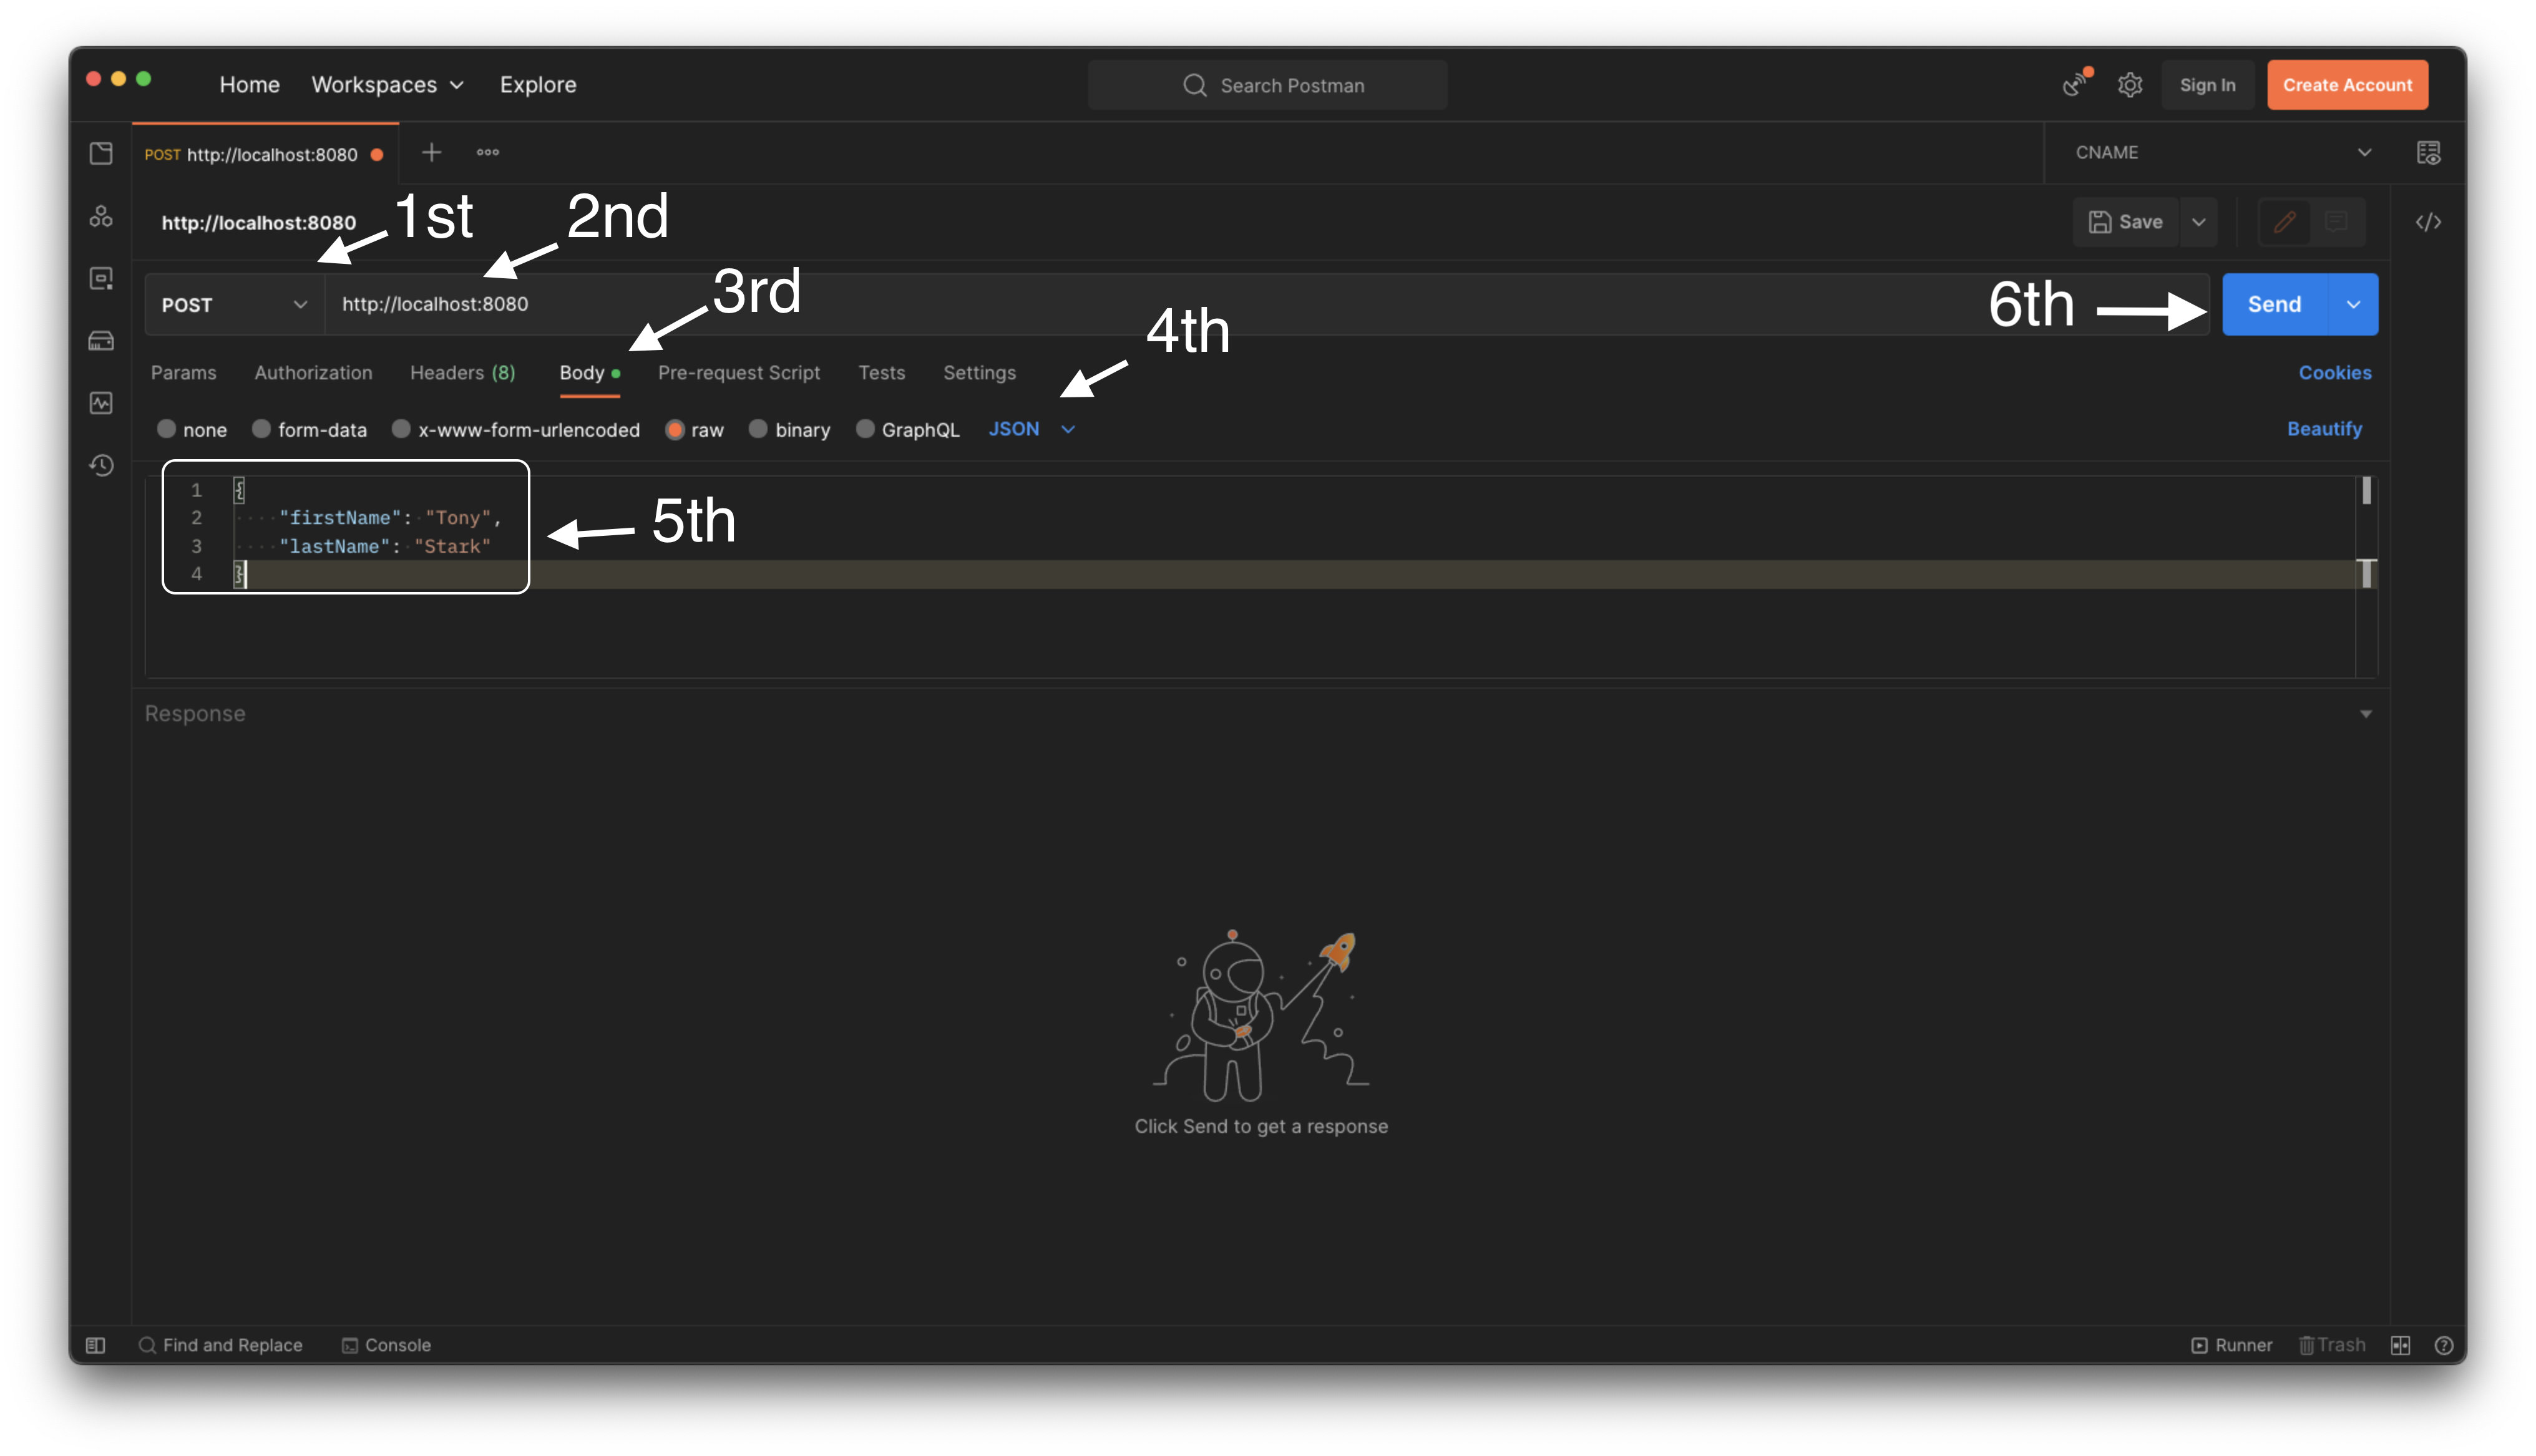 Home Workspaces Explore Search Postman Sign In Create Account
POST http://localhost:8080 CNAME
http://localhost:8080 1st 2nd Save
POST http://localhost:8080 3rd 6th Send
4th
Params Authorization Headers (8) Body Pre-request Script Tests Settings Cookies
none form-data x-www-form-urlencoded raw binary GraphQL JSON Beautify
1 {
2 "firstName": "Tony",
3 "lastName": "Stark"
4 }
5th
Response
Click Send to get a response
Find and Replace Console Runner Trash